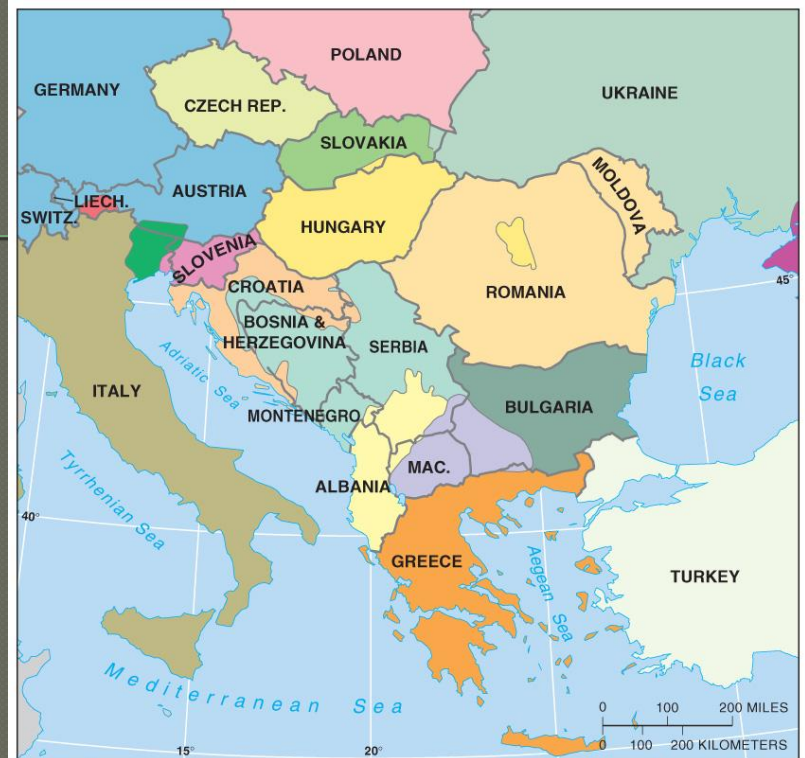 POLAND
GERMANY
UKRAINE
CZECH REP.
SLOVAKIA
MOLDOVA
LIECH.
AUSTRIA
SWITZ.
HUNGARY
SLOVENIA
45°
CROATIA
ROMANIA
BOSNIA &
HERZEGOVINA
SERBIA
Black
Sea
Adriatic Sea
ITALY
BULGARIA
MONTENEGRO
MAC.
ALBANIA
Tyrrhenian Sea
40°
GREECE
Aegean Sea
TURKEY
Mediterranean Sea
0 100 200 MILES
0 100 200 KILOMETERS
15°
20°